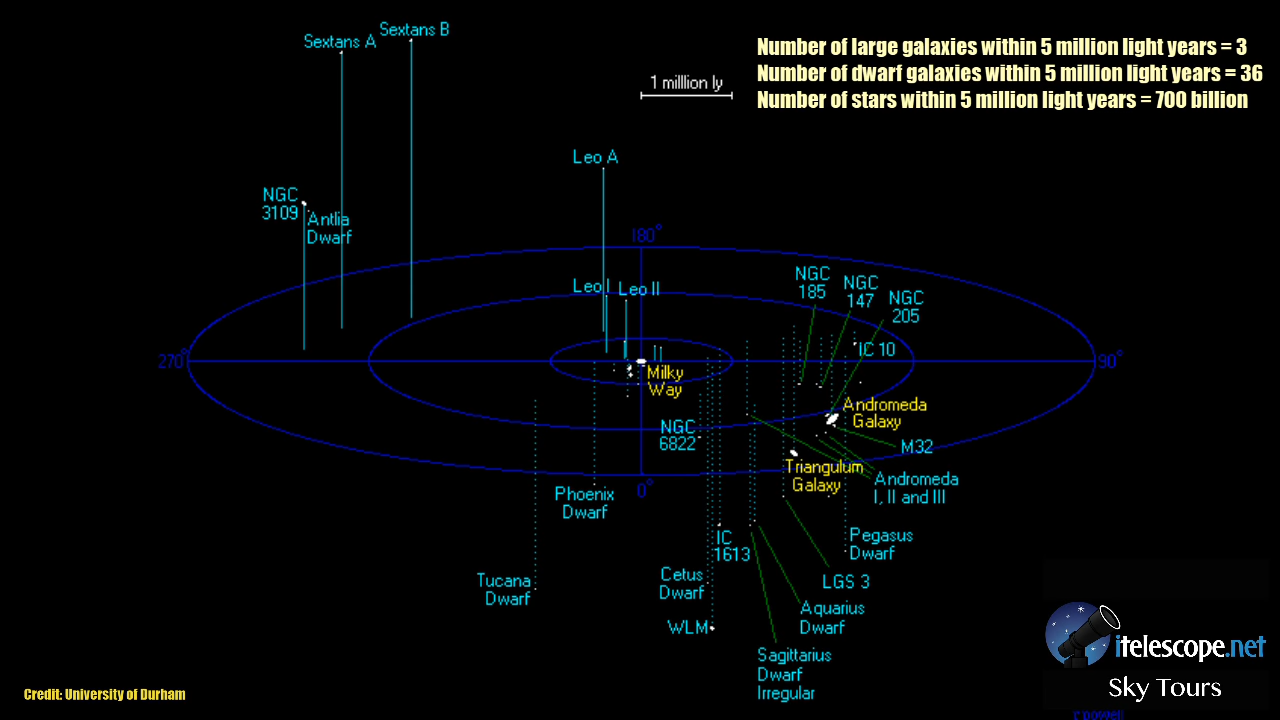 Sextans B
Sextans A
Number of large galaxies within 5 million light years = 3
Number of dwarf galaxies within 5 million light years = 36
Number of stars within 5 million light years = 700 billion
1 milllion ly
Leo A
NGC
3109
Antlia
Dwarf
180°
NGC
185
NGC
147
NGC
205
Leo I
Leo II
IC 10
270°
II
90°
Milky
Way
Andromeda
Galaxy
NGC
6822
M32
Triangulum
Galaxy
Andromeda
I, II and III
0°
Phoenix
Dwarf
IC
1613
Pegasus
Dwarf
Tucana
Dwarf
Cetus
Dwarf
LGS 3
Aquarius
Dwarf
WLM
Sagittarius
Dwarf
Irregular
itelescope.net
Sky Tours
Credit: University of Durham